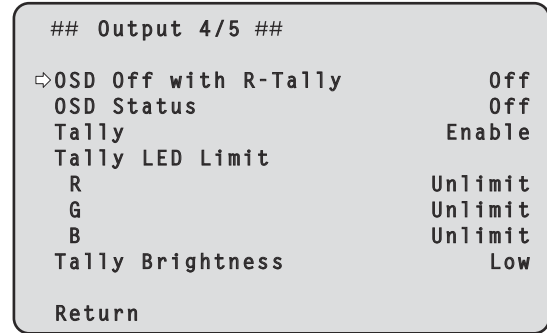 ## Output 4/5 ##
⇨OSD Off with R-Tally Off
OSD Status Off
Tally Enable
Tally LED Limit
R Unlimit
G Unlimit
B Unlimit
Tally Brightness Low
Return